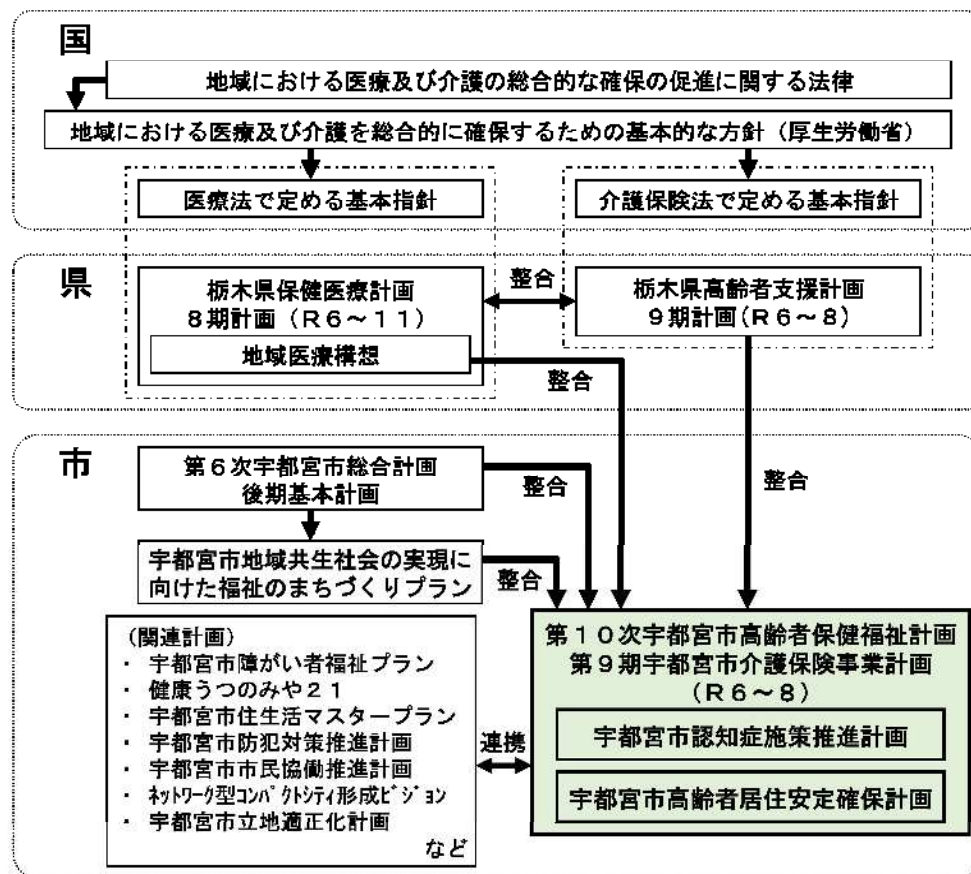 国
地域における医療及び介護の総合的な確保の促進に関する法律
地域における医療及び介護を総合的に確保するための基本的な方針（厚生労働省）
医療法で定める基本指針
介護保険法で定める基本指針
県
栃木県保健医療計画
８期計画（Ｒ６～１１）
地域医療構想
整合
栃木県高齢者支援計画
９期計画（Ｒ６～８）
整合
整合
市
第６次宇都宮市総合計画
後期基本計画
整合
宇都宮市地域共生社会の実現に
向けた福祉のまちづくりプラン
整合
（関連計画）
・ 宇都宮市障がい者福祉プラン
・ 健康うつのみや２１
・ 宇都宮市住生活マスタープラン
・ 宇都宮市防犯対策推進計画
・ 宇都宮市市民協働推進計画
・ ﾈｯﾄﾜｰｸ型ｺﾝﾊﾟｸﾄｼﾃｨ形成ﾋﾞｼﾞｮﾝ
・ 宇都宮市立地適正化計画
など
連携
第１０次宇都宮市高齢者保健福祉計画
第９期宇都宮市介護保険事業計画
（Ｒ６～８）
宇都宮市認知症施策推進計画
宇都宮市高齢者居住安定確保計画